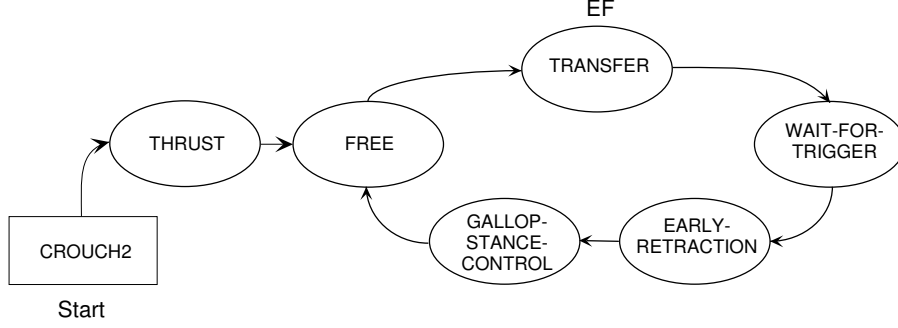 EF
TRANSFER
THRUST
FREE
WAIT-FOR-
TRIGGER
GALLOP-
STANCE-
CONTROL
EARLY-
RETRACTION
CROUCH2
Start